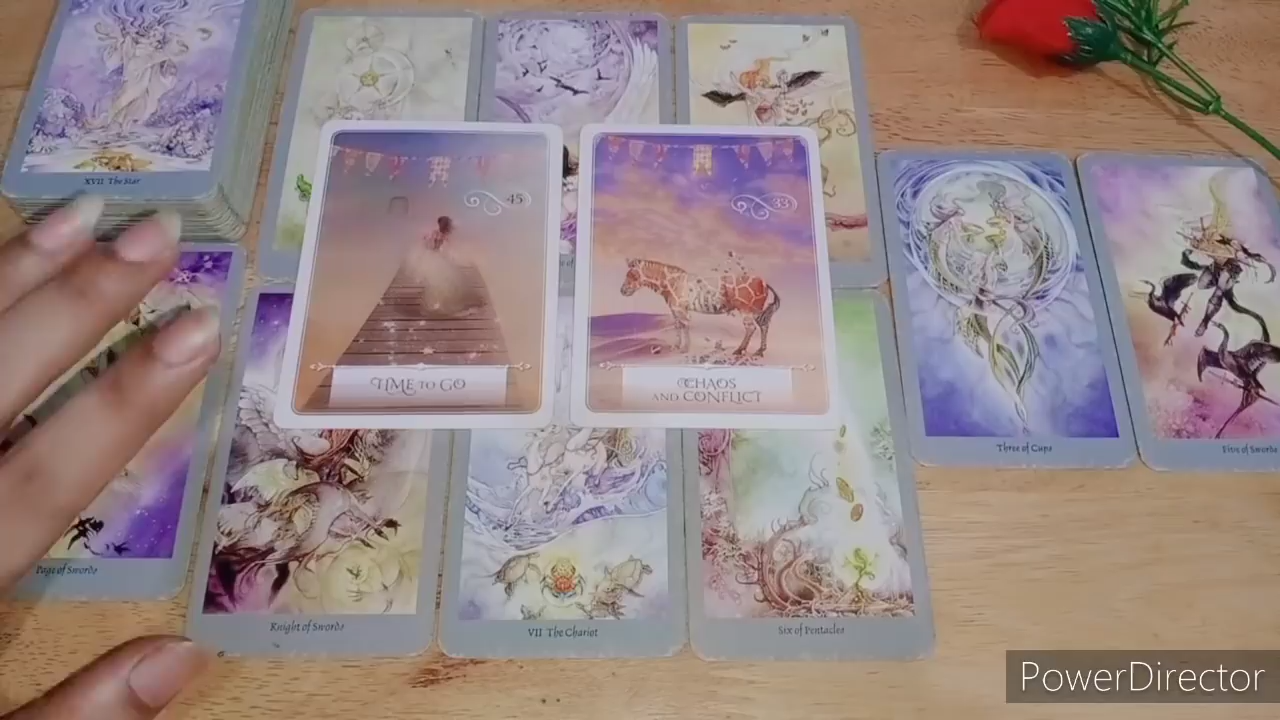 XVII The Star
45
33
TIME TO GO
CHAOS
AND CONFLICT
Three of Cups
Five of Swords
Page of Swords
Knight of Swords
VII The Chariot
Six of Pentacles
PowerDirector